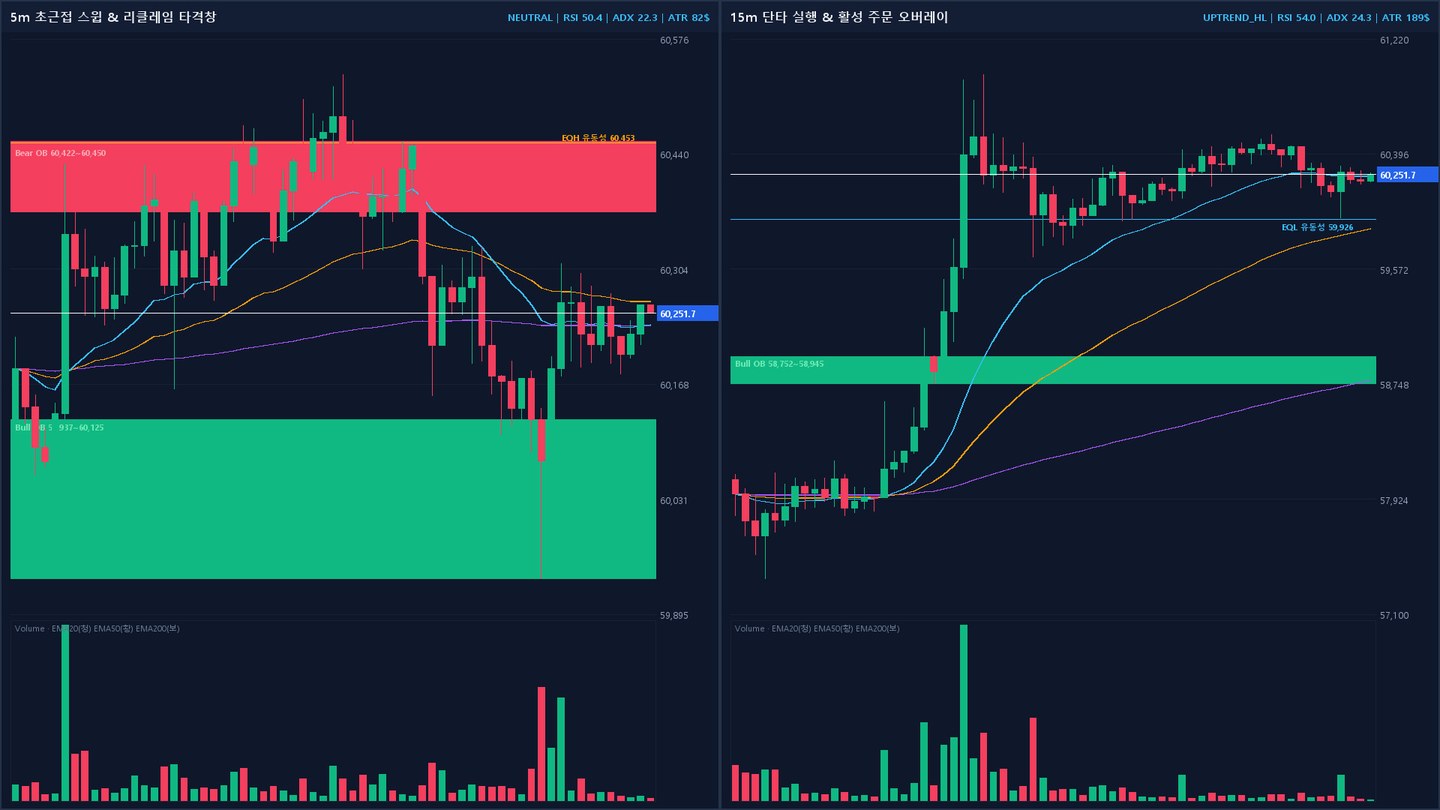 5m 초근접 스윕 & 리클레임 타격창
NEUTRAL | RSI 50.4 | ADX 22.3 | ATR 82$
60,576
EQH 유동성 60,453
Bear OB 60,422~60,450
60,440
60,304
60,251.7
60,168
Bull OB 5 937~60,125
60,031
59,895
Volume · EMA20(청) EMA50(황) EMA200(보)
15m 단타 실행 & 활성 주문 오버레이
UPTREND_HL | RSI 54.0 | ADX 24.3 | ATR 189$
61,220
60,396
60,251.7
EQL 유동성 59,926
59,572
Bull OB 58,752~58,945
58,748
57,924
57,100
Volume · EMA20(청) EMA50(황) EMA200(보)